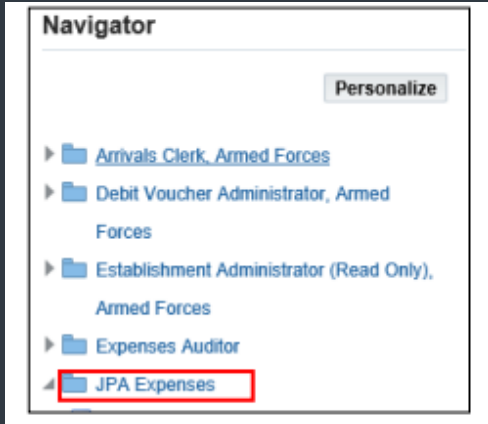 Navigator
Personalize
Arrivals Clerk, Armed Forces
Debit Voucher Administrator, Armed
Forces
Establishment Administrator (Read Only),
Armed Forces
Expenses Auditor
JPA Expenses